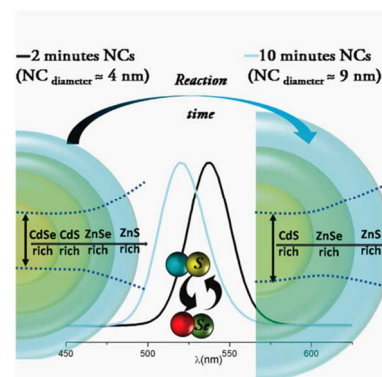 2 minutes NCs
(NC diameter ≈ 4 nm)
Reaction
time
10 minutes NCs
(NC diameter ≈ 9 nm)
CdSe CdS ZnSe ZnS
rich rich rich rich
S
Se
CdSe ZnSe ZnS
rich rich rich
450 500 550 600
λ(nm)